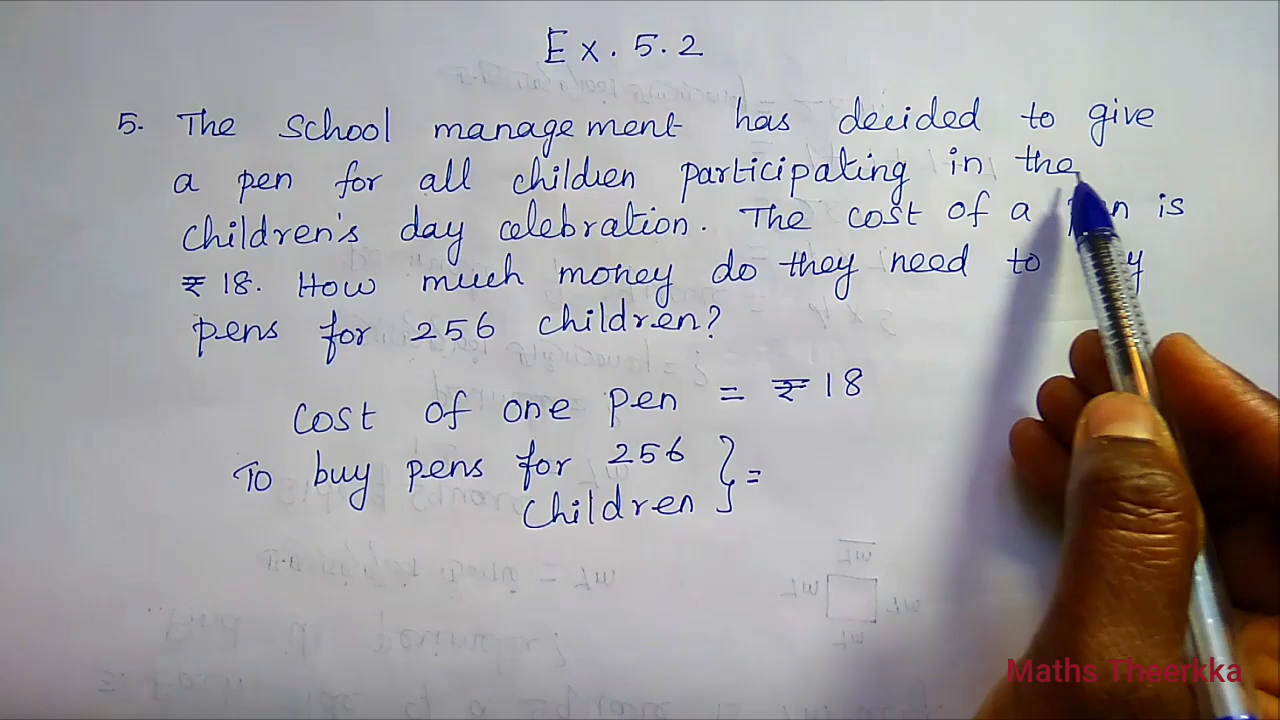 Ex. 5.2
5. The school management has decided to give
a pen for all children participating in the
children's day celebration. The cost of a is
₹ 18. How much money do they need to
pens for 256 children?
Cost of one pen = ₹ 18
To buy pens for 256
children } =
Maths Theerkka